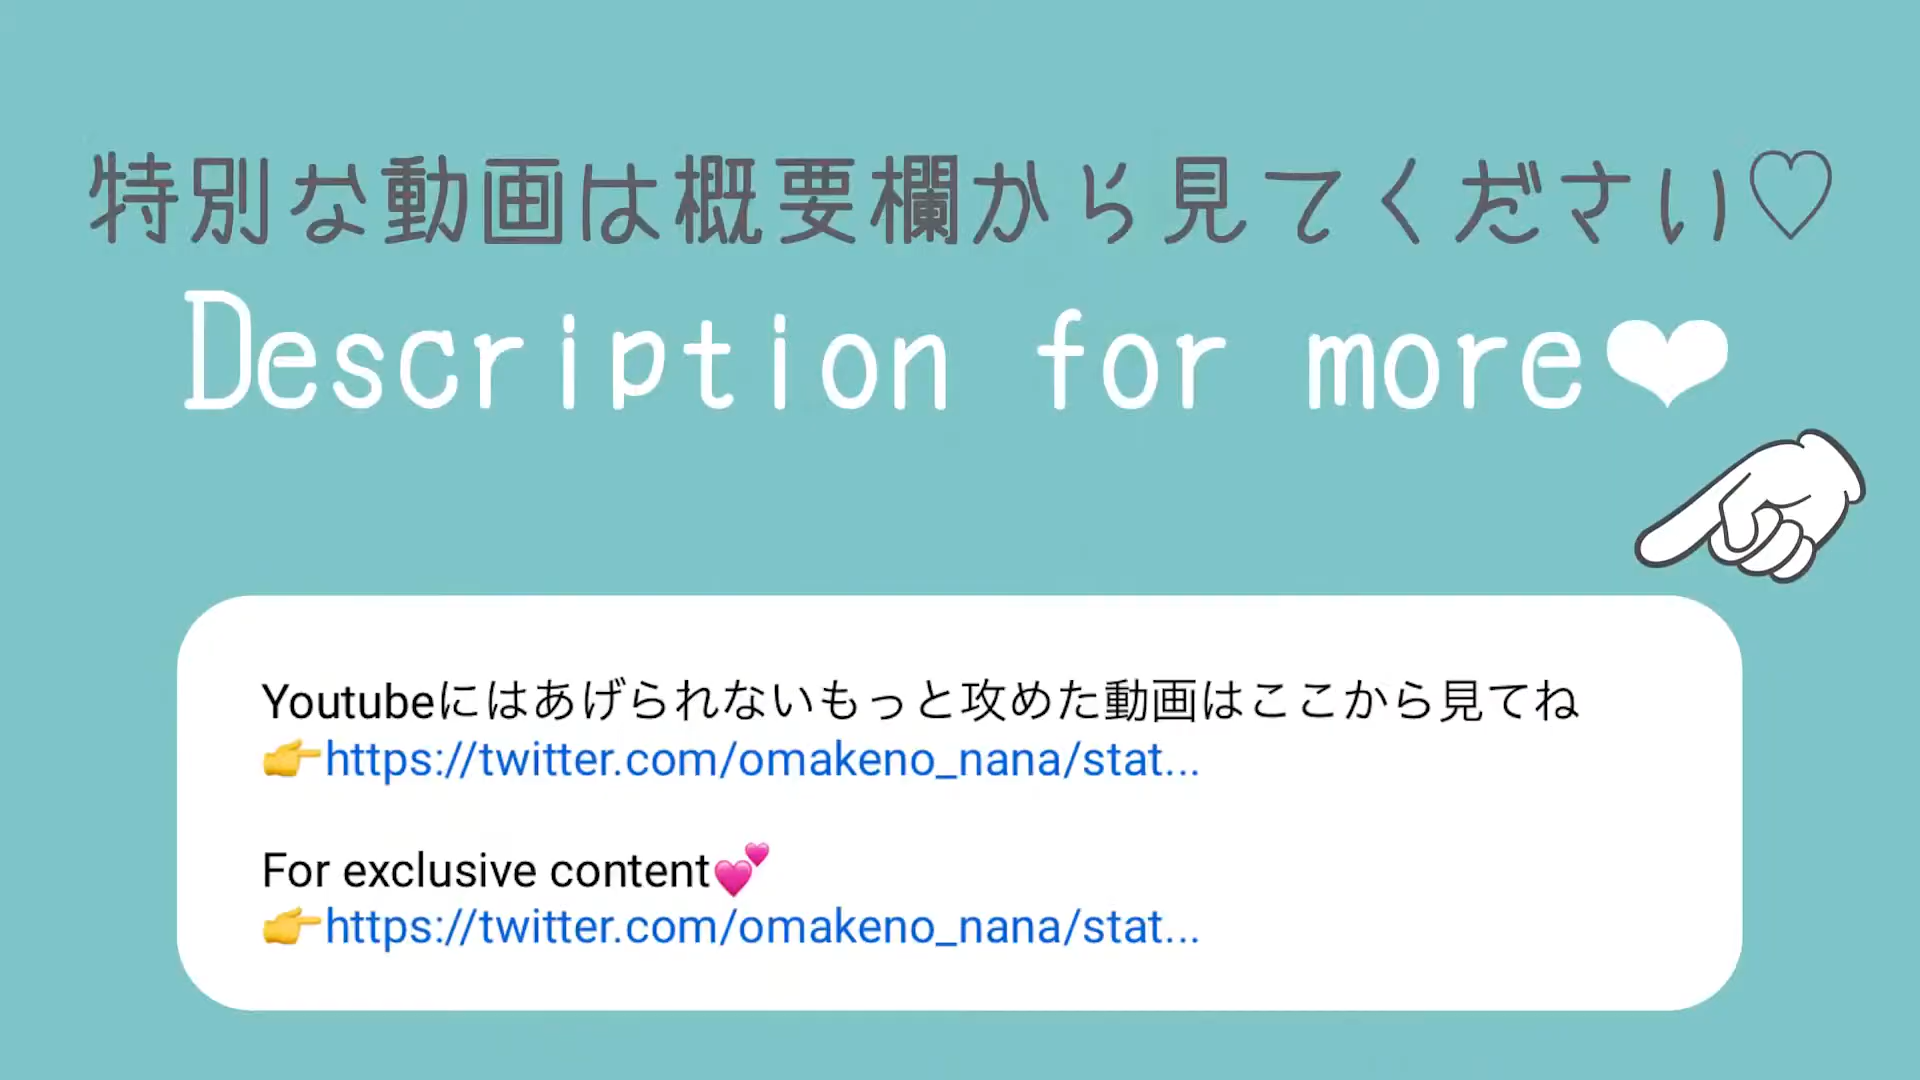 特別な動画は概要欄から見てください♡
Description for more❤
Youtubeにはあげられないもっと攻めた動画はここから見てね
👉https://twitter.com/omakeno_nana/stat...
For exclusive content💕
👉https://twitter.com/omakeno_nana/stat...